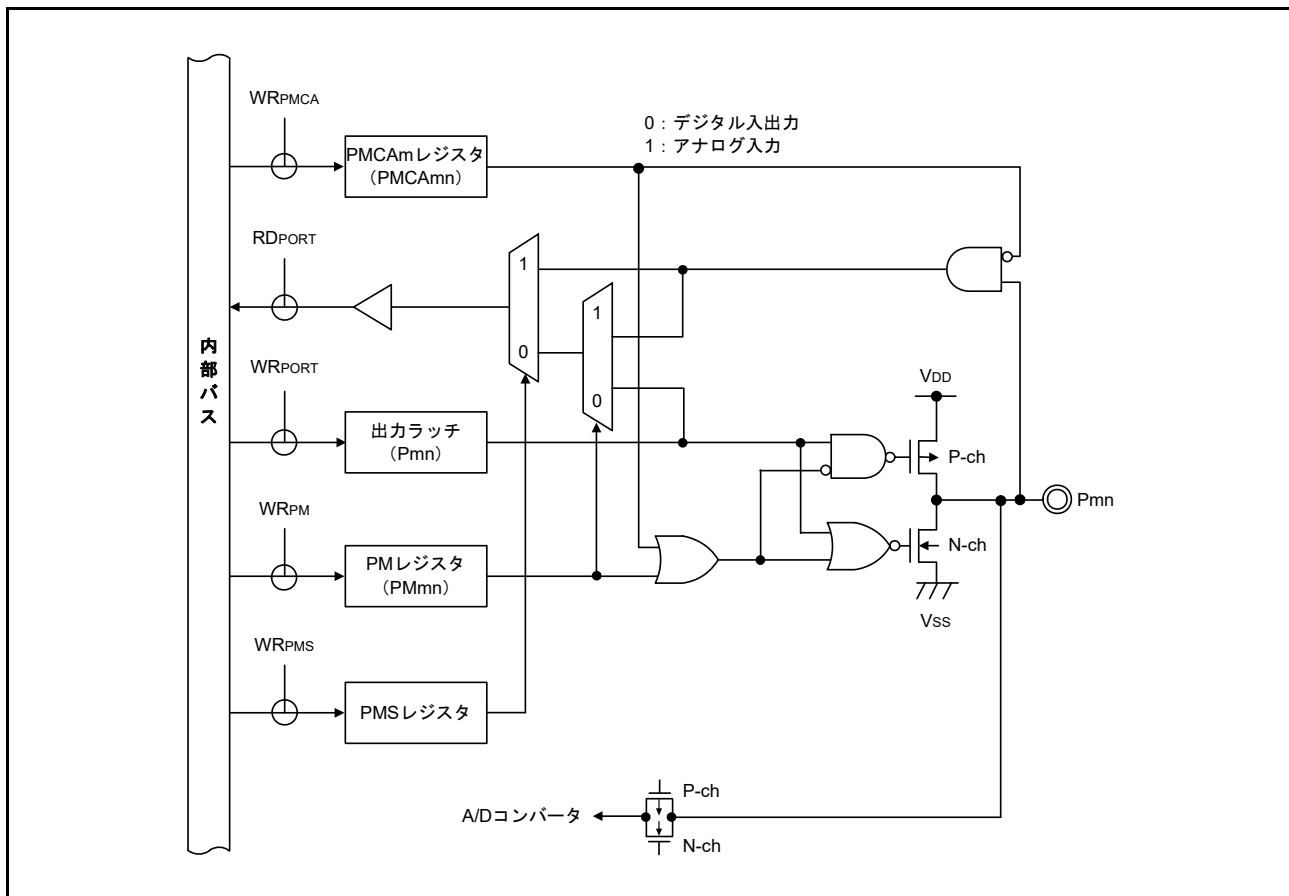 WRPMCA
0：デジタル入出力
1：アナログ入力
PMCAmレジスタ
（PMCAmn）
RDPORT
1
1
0
0
内部バス
WRPORT
VDD
出力ラッチ
（Pmn）
P-ch
Pmn
WRPM
N-ch
PMレジスタ
（PMmn）
VSS
WRPMS
PMSレジスタ
P-ch
A/Dコンバータ
N-ch